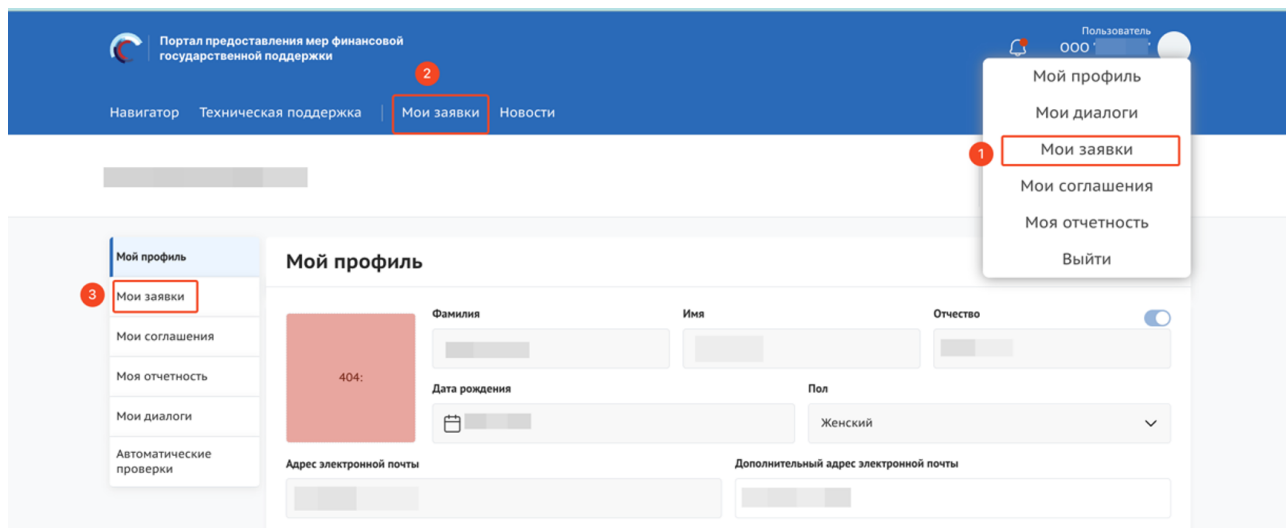 Портал предоставления мер финансовой
государственной поддержки
Пользователь
ООО "
2
Навигатор Техническая поддержка Мои заявки Новости
Мой профиль
Мои диалоги
1
Мои заявки
Мои соглашения
Моя отчетность
Выйти
Мой профиль
3
Мои заявки
Мои соглашения
Моя отчетность
Мои диалоги
Автоматические
проверки
Мой профиль
404:
Фамилия Имя Отчество
Дата рождения Пол
Женский
Адрес электронной почты Дополнительный адрес электронной почты